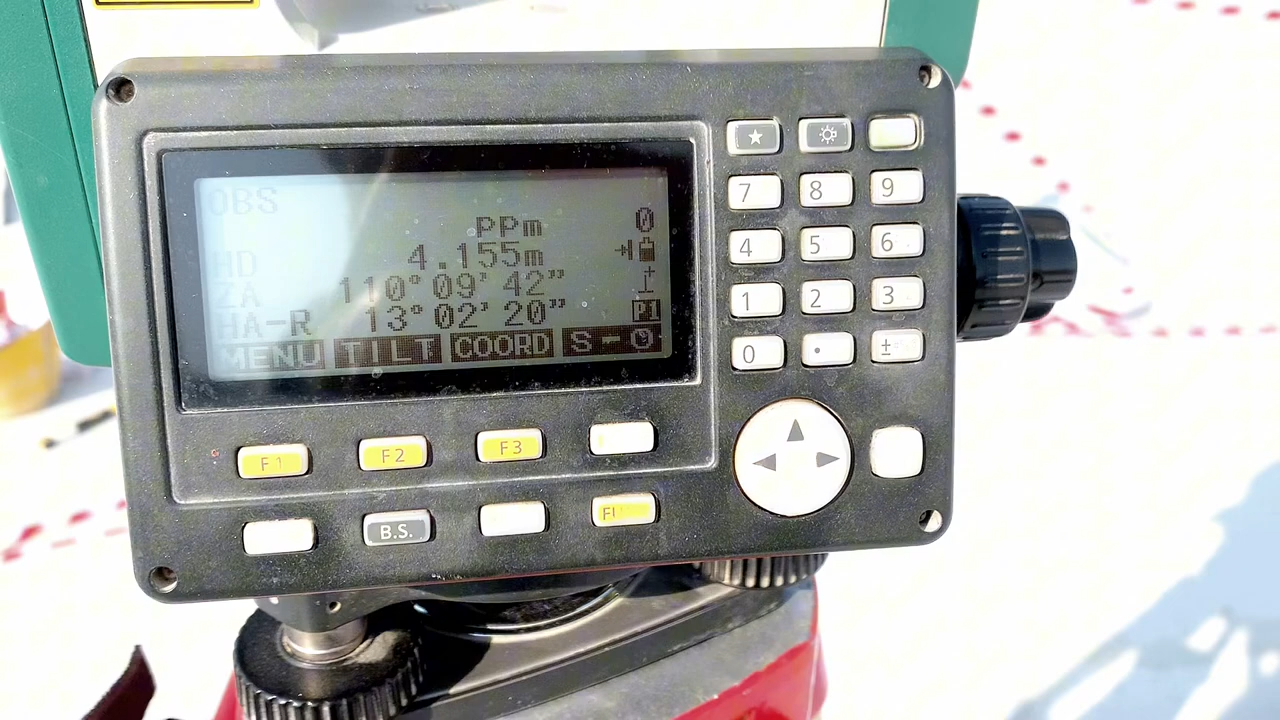 OBS
PPm 0
HD 4.155m
ZA 110°09'42"
HA-R 13°02'20" P1
MENU TILT COORD S-O
7 8 9
4 5 6
1 2 3
0 . ±
F1 F2 F3
B.S.